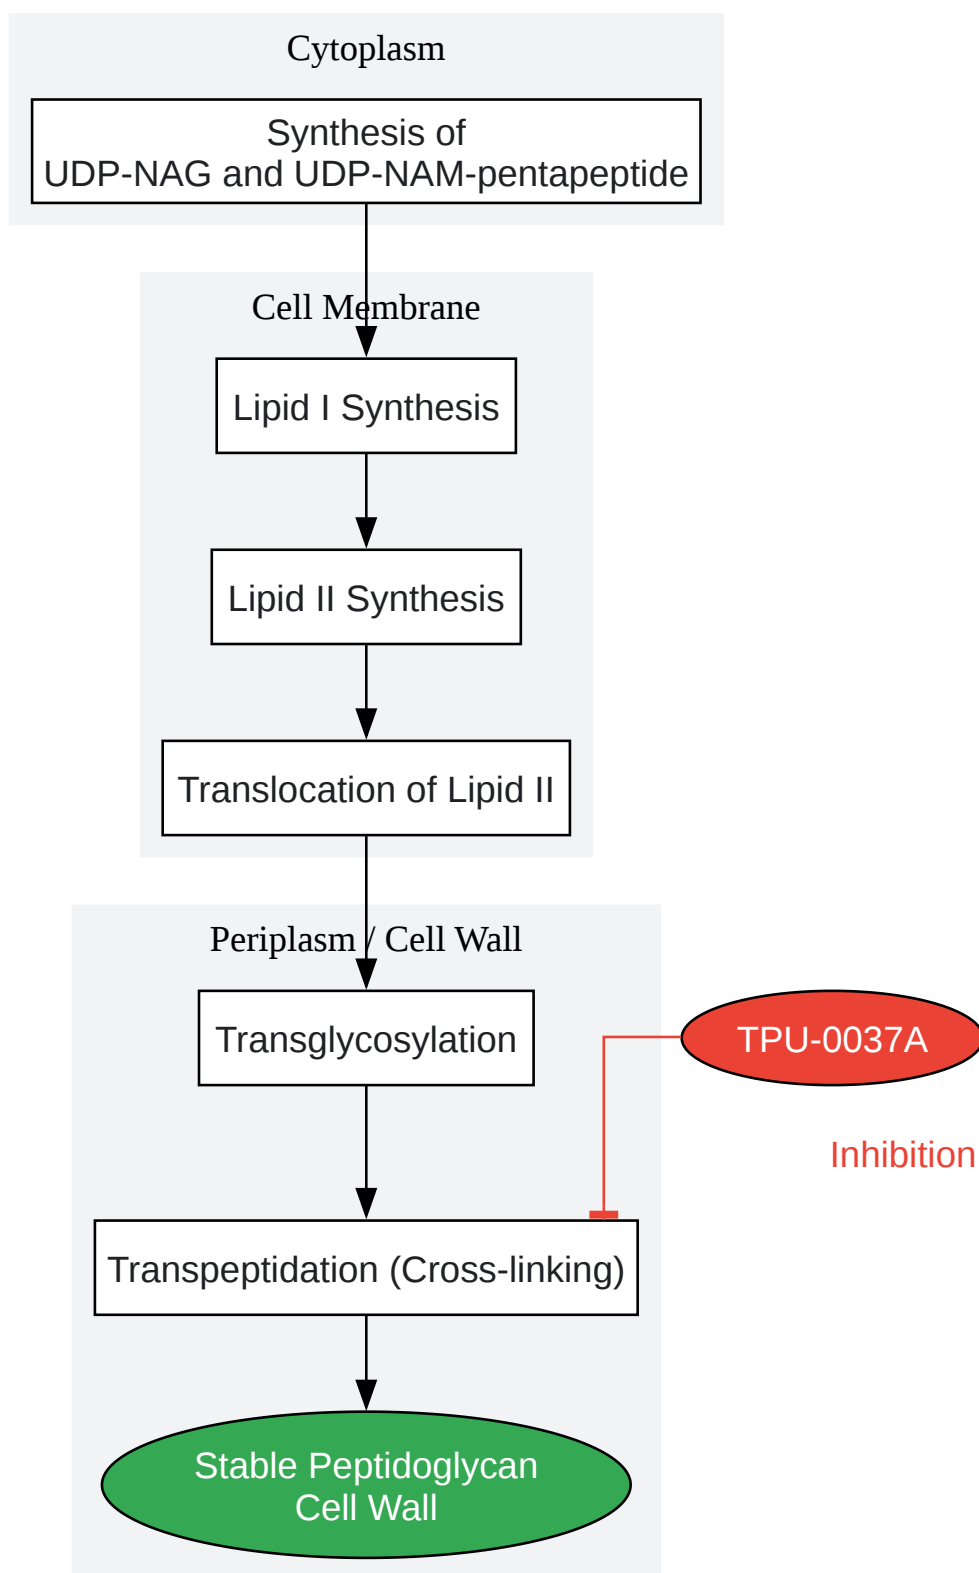 Cytoplasm
Synthesis of
UDP-NAG and UDP-NAM-pentapeptide
Cell Membrane
Lipid I Synthesis
Lipid II Synthesis
Translocation of Lipid II
Periplasm / Cell Wall
Transglycosylation
TPU-0037A
Inhibition
Transpeptidation (Cross-linking)
Stable Peptidoglycan
Cell Wall